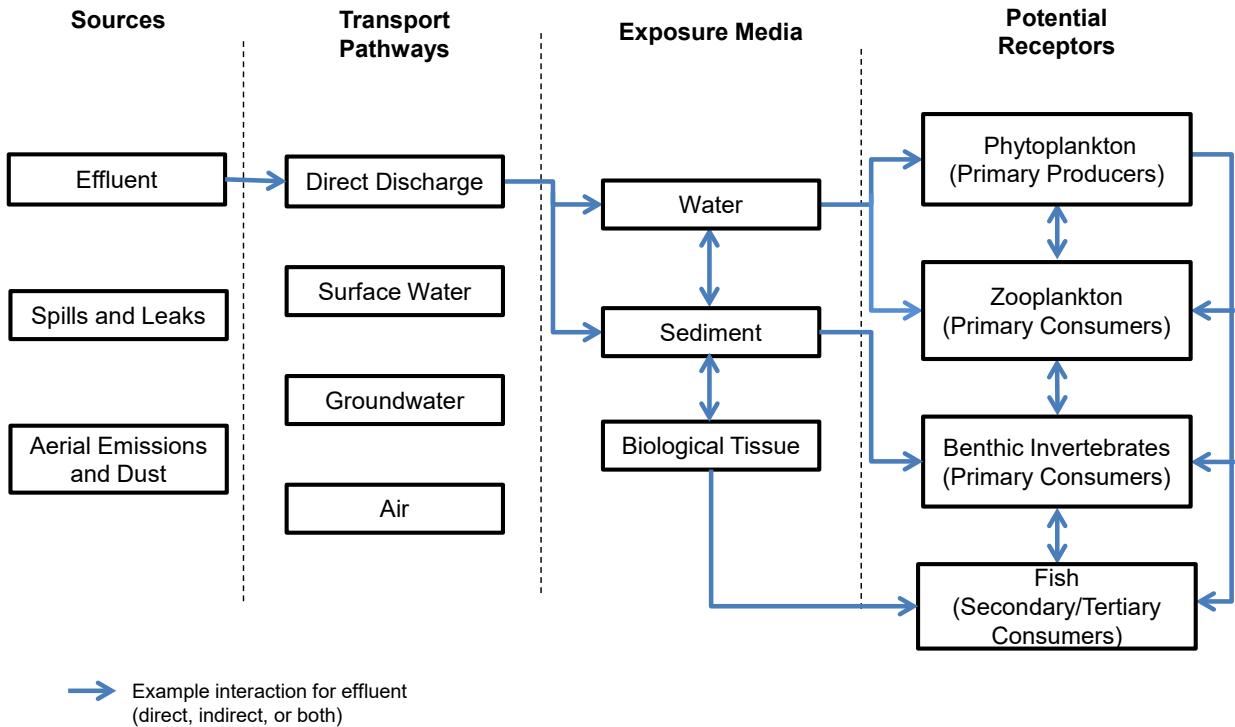 Sources
Transport
Pathways
Exposure Media
Potential
Receptors
Effluent
Spills and Leaks
Aerial Emissions
and Dust
Direct Discharge
Surface Water
Groundwater
Air
Water
Sediment
Biological Tissue
Phytoplankton
(Primary Producers)
Zooplankton
(Primary Consumers)
Benthic Invertebrates
(Primary Consumers)
Fish
(Secondary/Tertiary
Consumers)
Example interaction for effluent
(direct, indirect, or both)